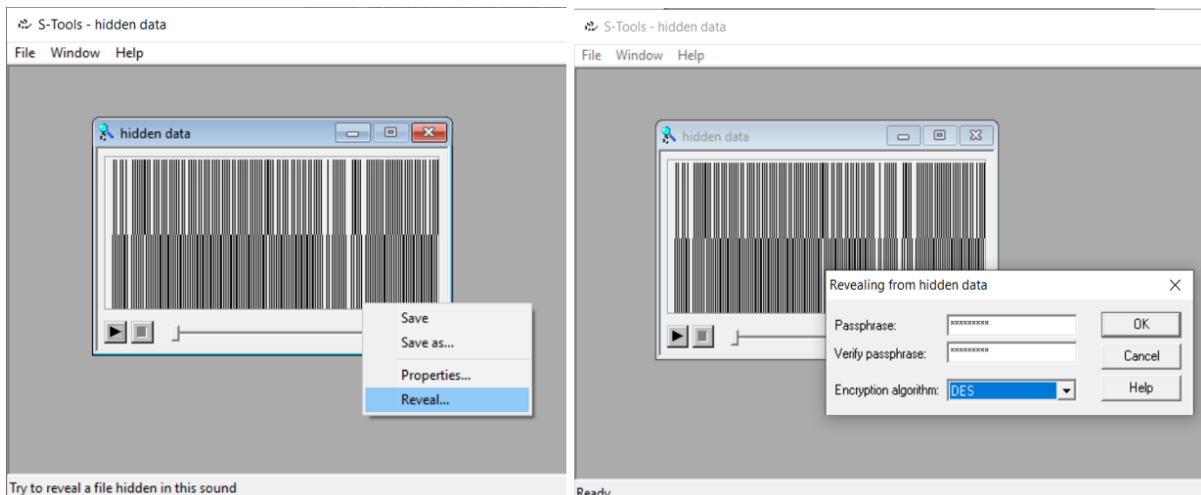 S-Tools - hidden data
File Window Help
hidden data
Save
Save as...
Properties...
Reveal...
Try to reveal a file hidden in this sound
S-Tools - hidden data
File Window Help
hidden data
Revealing from hidden data
Passphrase: xxxxxxxxx OK
Verify passphrase: xxxxxxxxx Cancel
Encryption algorithm: DES Help
Ready